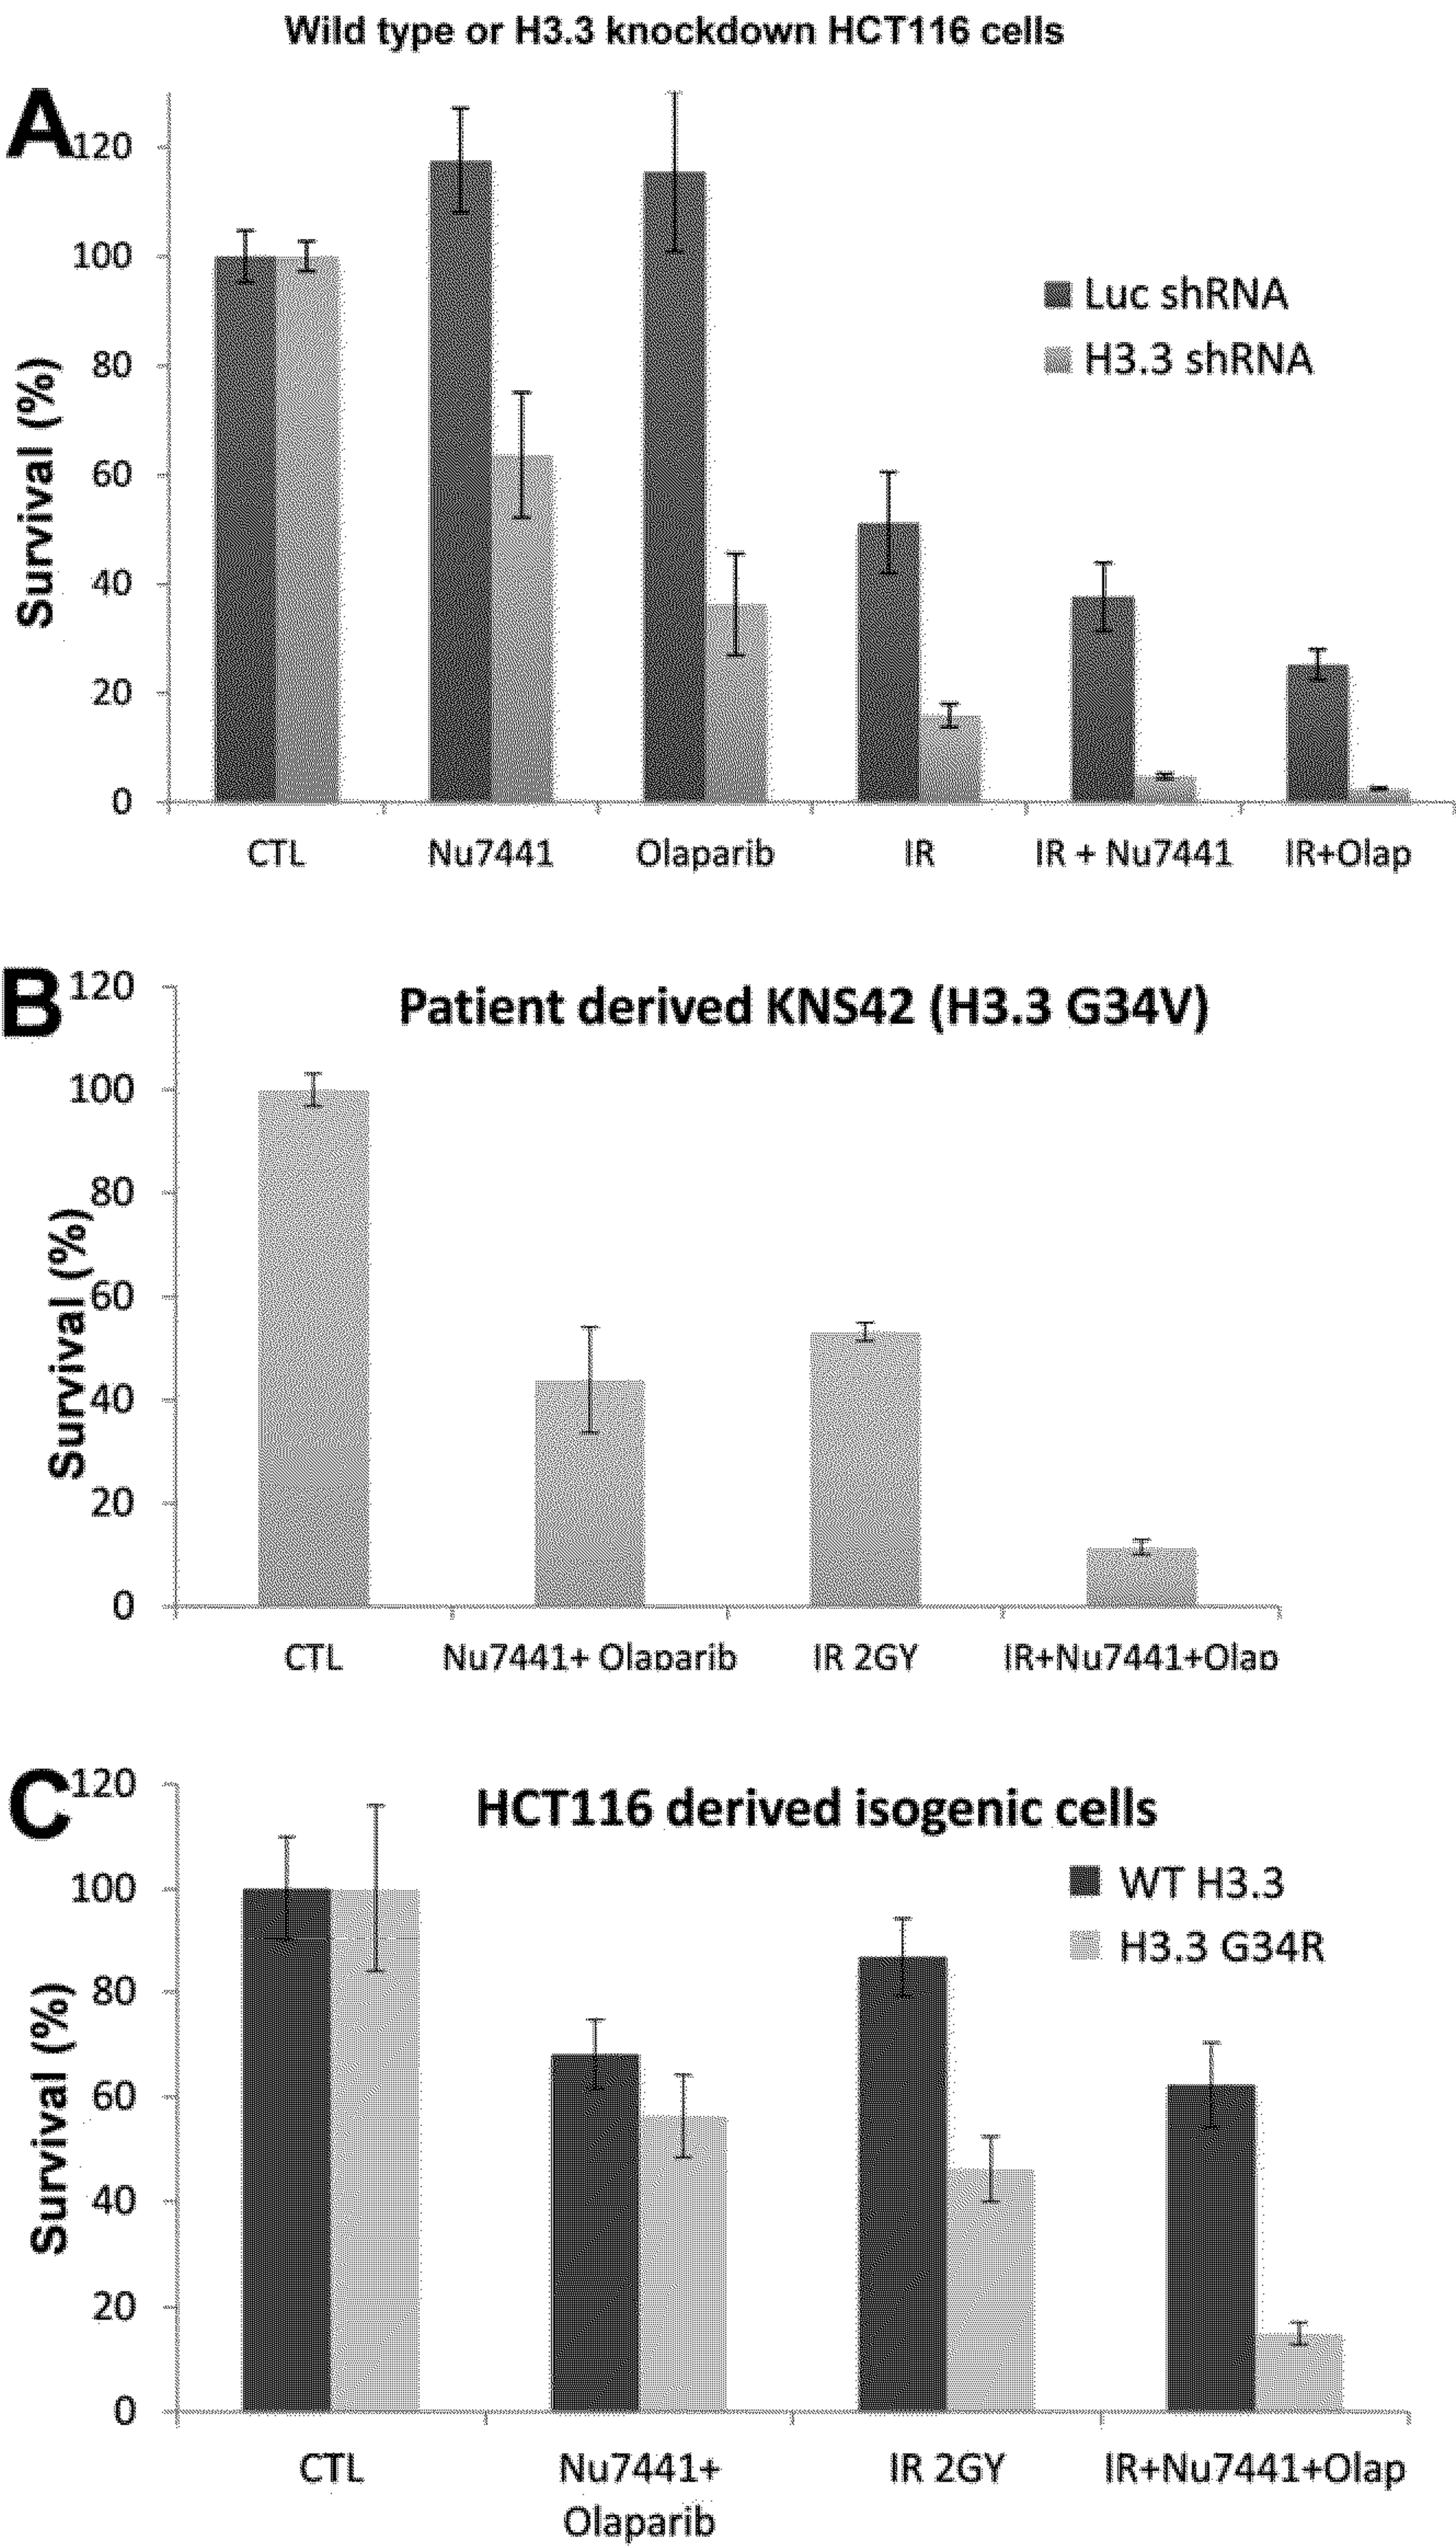 Wild type or H3.3 knockdown HCT116 cells
A
120
100
80
60
40
20
0
Survival (%)
Luc shRNA
H3.3 shRNA
CTL Nu7441 Olaparib IR IR + Nu7441 IR+Olap
B
Patient derived KNS42 (H3.3 G34V)
120
100
80
60
40
20
0
Survival (%)
CTL Nu7441+ Olaparib IR 2GY IR+Nu7441+Olap
C
HCT116 derived isogenic cells
120
100
80
60
40
20
0
Survival (%)
WT H3.3
H3.3 G34R
CTL Nu7441+ IR 2GY IR+Nu7441+Olap
Olaparib